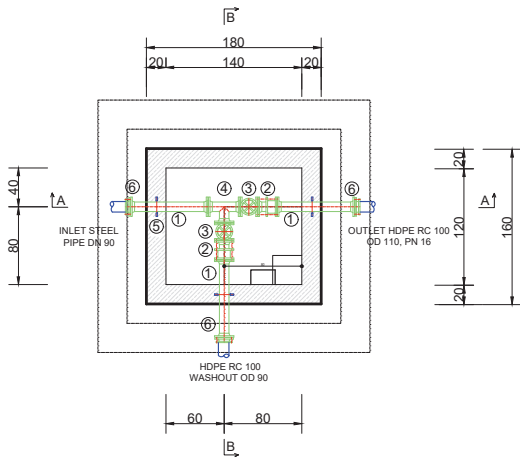 B
180
20 140 20
6 4 3 2 6
A A
40
20
1 1
5
INLET STEEL
PIPE DN 90
OUTLET HDPE RC 100
OD 110, PN 16
3
2
80
120
160
1
20
6
HDPE RC 100
WASHOUT OD 90
60 80
B